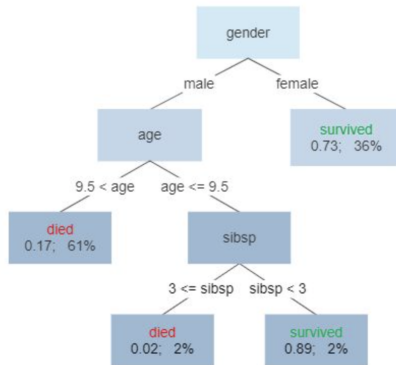 gender
male
female
age
survived
0.73; 36%
9.5 < age
age <= 9.5
died
0.17; 61%
sibsp
3 <= sibsp
sibsp < 3
died
0.02; 2%
survived
0.89; 2%